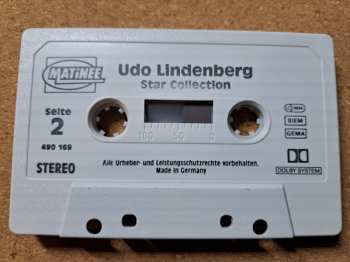 MATINÉE
Udo Lindenberg
Star Collection
Seite
2
490 169
100 50 0
BIEM
GEMA
STEREO
Alle Urheber- und Leistungsschutzrechte vorbehalten.
Made in Germany
DOLBY SYSTEM